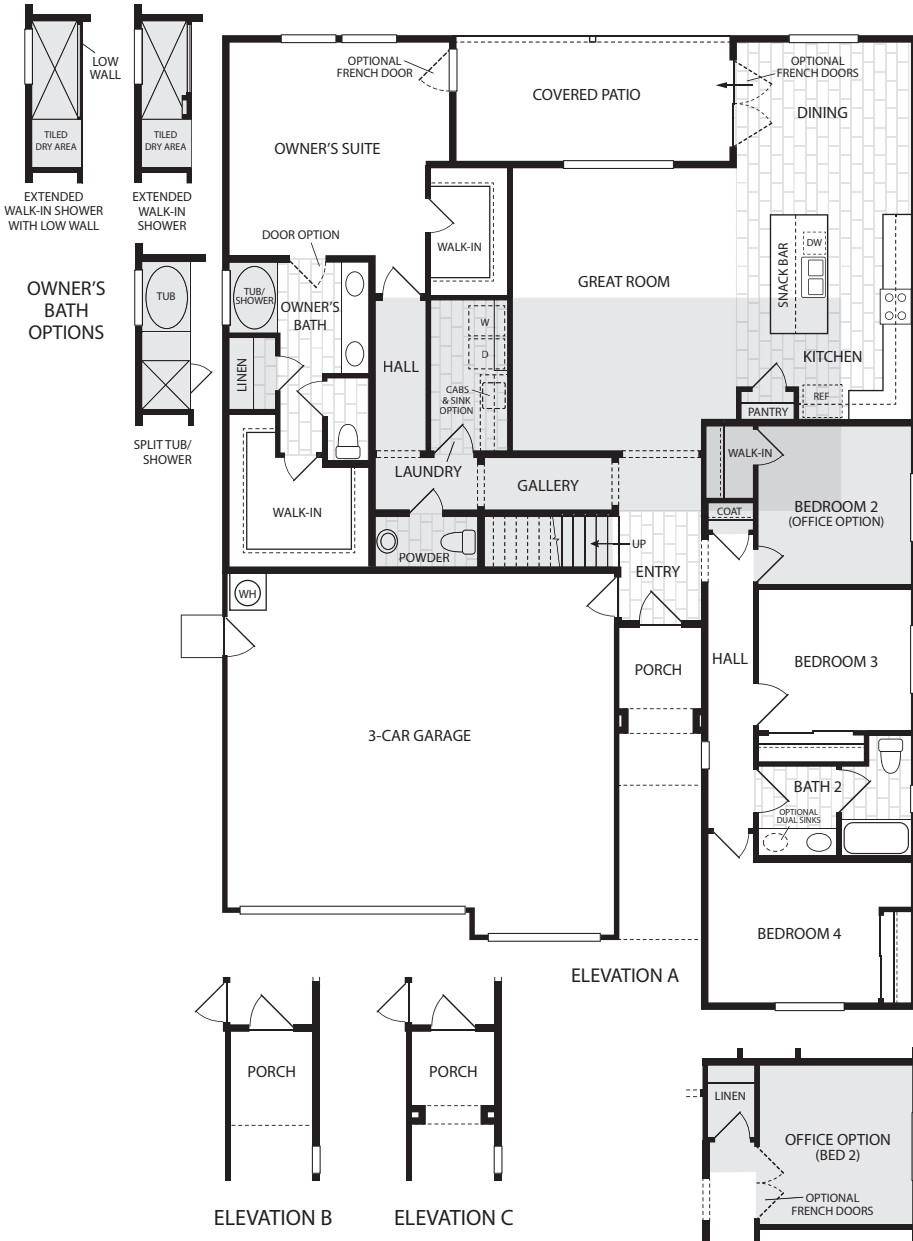 LOW
WALL
TILED
DRY AREA
TILED
DRY AREA
EXTENDED
WALK-IN SHOWER
WITH LOW WALL
EXTENDED
WALK-IN
SHOWER
OWNER'S
BATH
OPTIONS
TUB
SPLIT TUB/
SHOWER
OPTIONAL
FRENCH DOOR
COVERED PATIO
OPTIONAL
FRENCH DOORS
DINING
OWNER'S SUITE
WALK-IN
DOOR OPTION
TUB/
SHOWER
OWNER'S
BATH
LINEN
HALL
W
D
CABS
& SINK
OPTION
GREAT ROOM
SNACK BAR
DW
KITCHEN
REF
PANTRY
LAUNDRY
GALLERY
WALK-IN
WALK-IN
COAT
BEDROOM 2
(OFFICE OPTION)
POWDER
UP
ENTRY
WH
PORCH
HALL
BEDROOM 3
3-CAR GARAGE
BATH 2
OPTIONAL
DUAL SINKS
BEDROOM 4
ELEVATION A
PORCH
ELEVATION B
PORCH
ELEVATION C
LINEN
OFFICE OPTION
(BED 2)
OPTIONAL
FRENCH DOORS